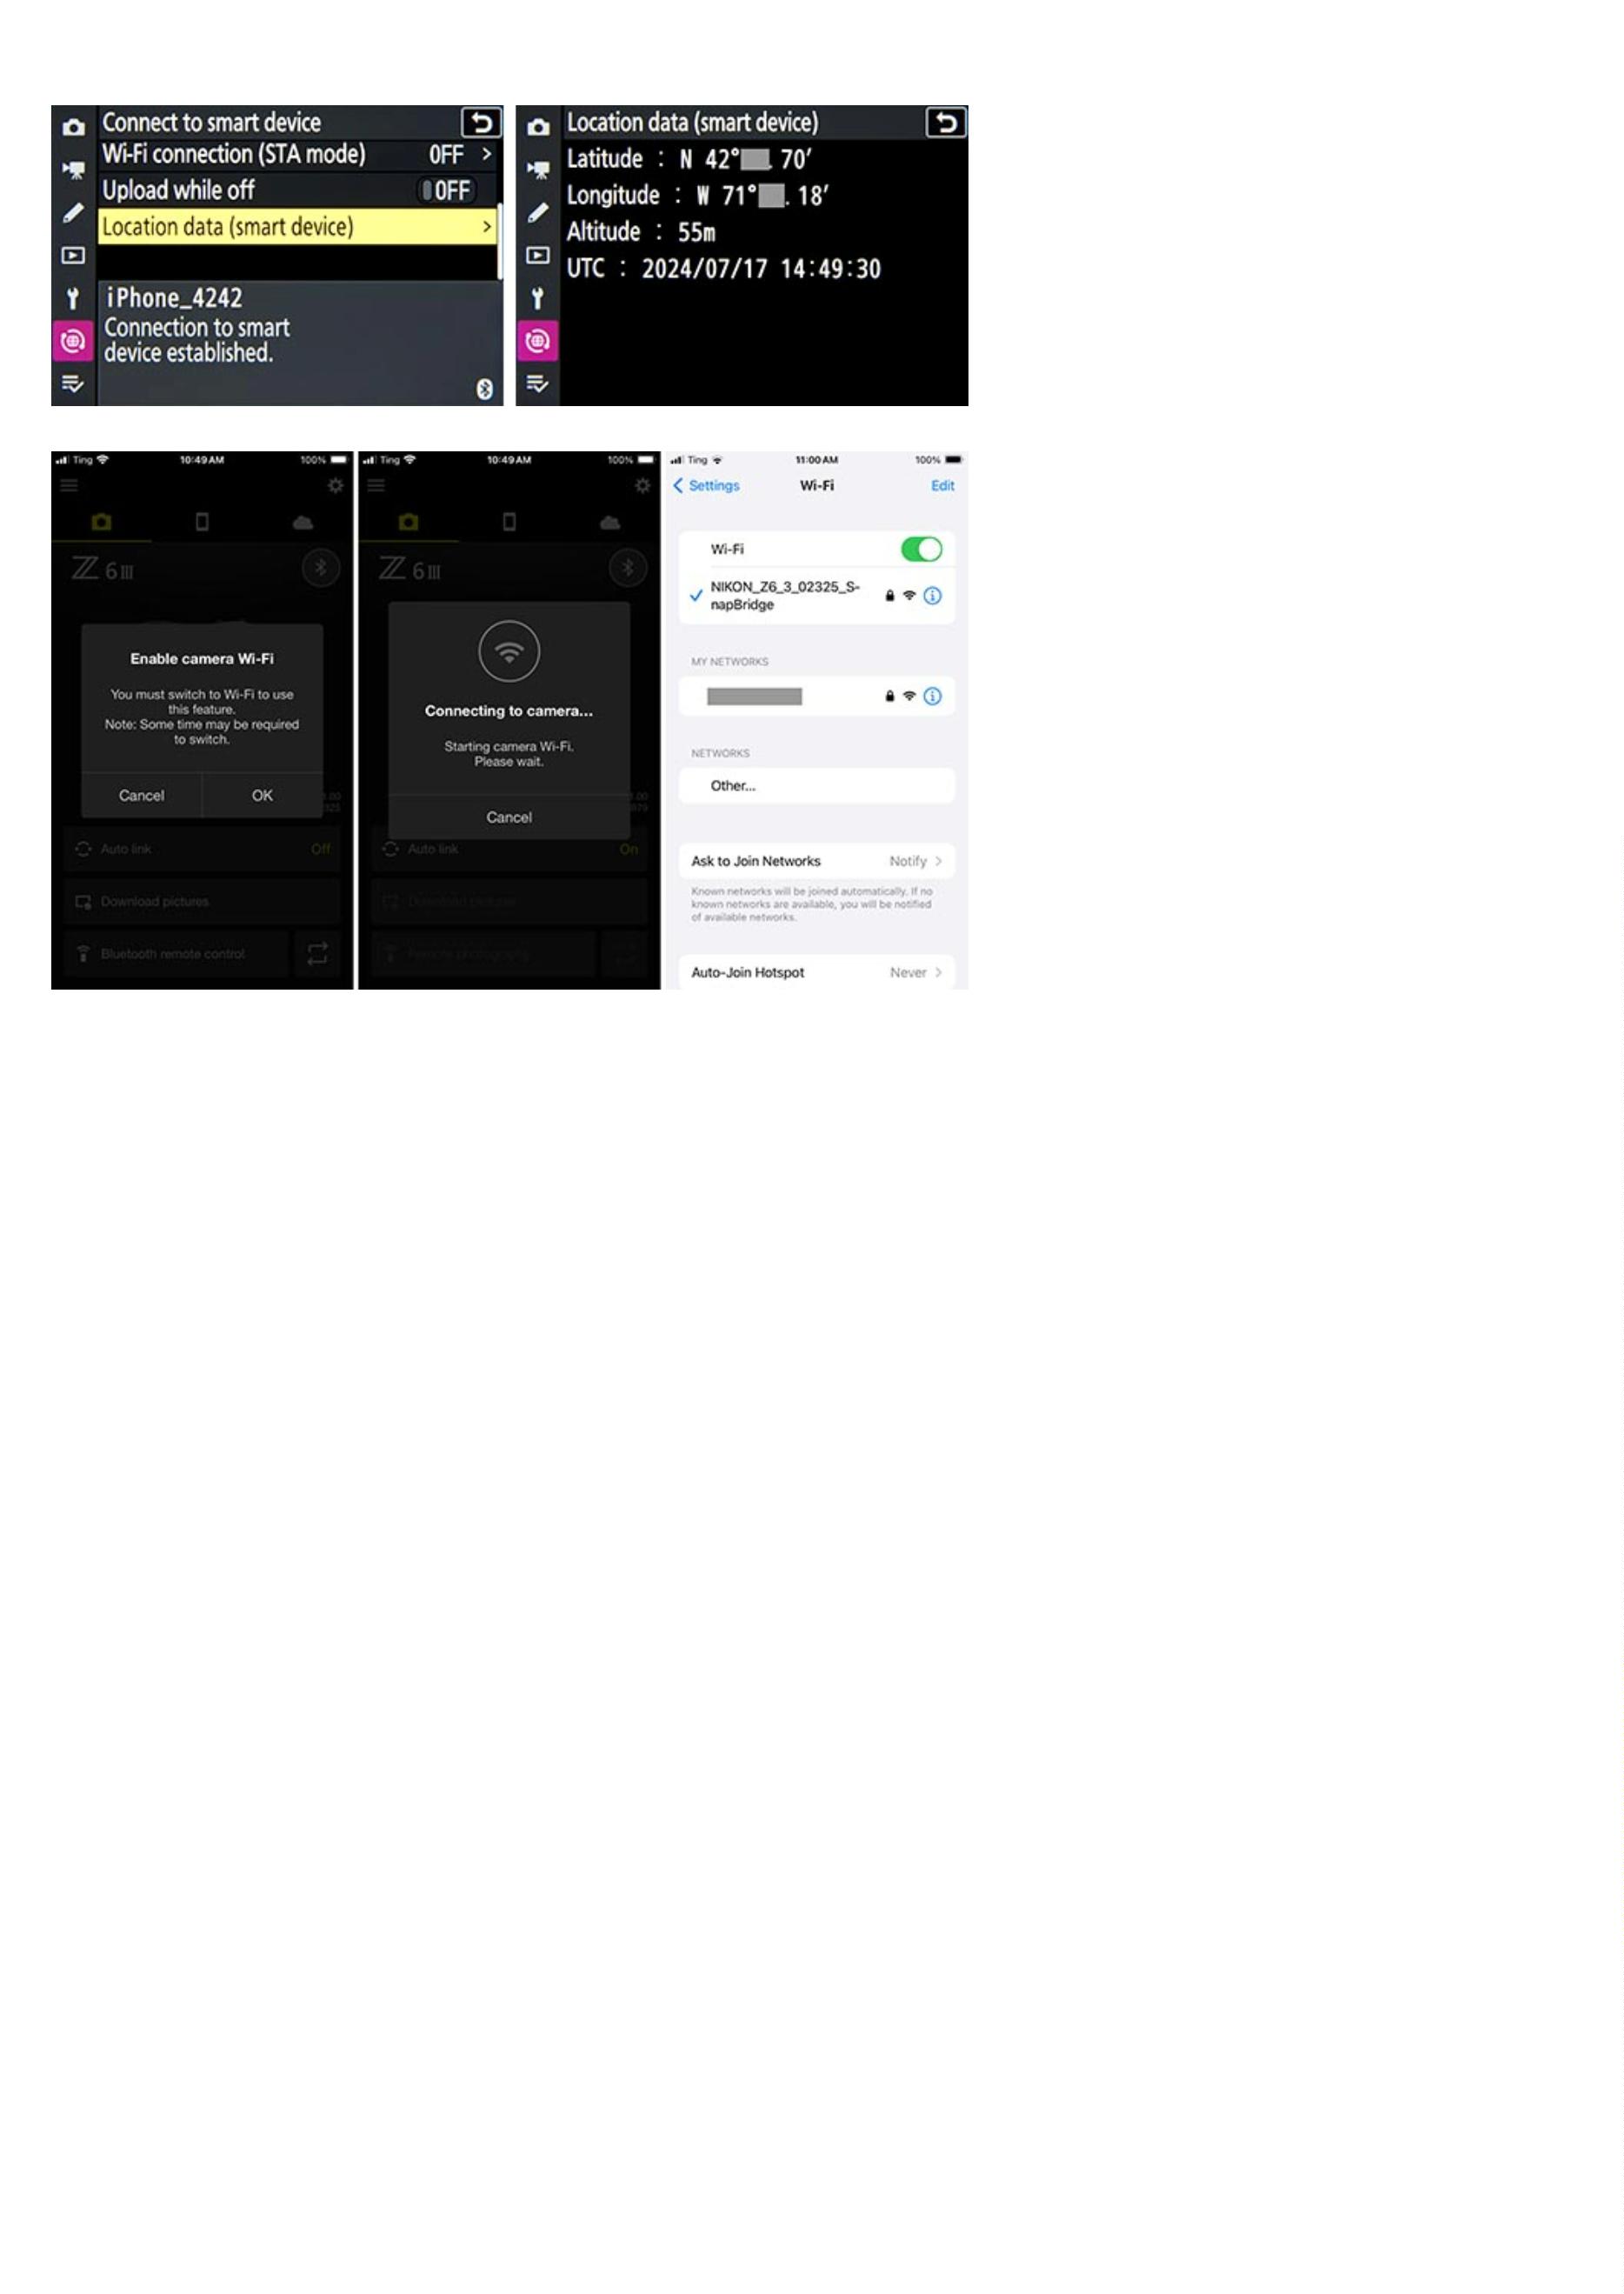 Connect to smart device
Wi-Fi connection (STA mode) OFF >
Upload while off OFF
Location data (smart device) >
iPhone_4242
Connection to smart
device established.
Location data (smart device)
Latitude : N 42° . 70′
Longitude : W 71° . 18′
Altitude : 55m
UTC : 2024/07/17 14:49:30
Ting 10:49 AM 100%
Z 6III
Enable camera Wi-Fi
You must switch to Wi-Fi to use
this feature.
Note: Some time may be required
to switch.
Cancel OK
Auto link Off
Download pictures
Bluetooth remote control
Ting 10:49 AM 100%
Z 6III
Connecting to camera...
Starting camera Wi-Fi.
Please wait.
Cancel
Auto link On
Download pictures
Ting 11:00 AM 100%
< Settings Wi-Fi Edit
Wi-Fi
NIKON_Z6_3_02325_S-
napBridge
MY NETWORKS
NETWORKS
Other...
Ask to Join Networks Notify >
Known networks will be joined automatically. If no
known networks are available, you will be notified
of available networks.
Auto-Join Hotspot Never >